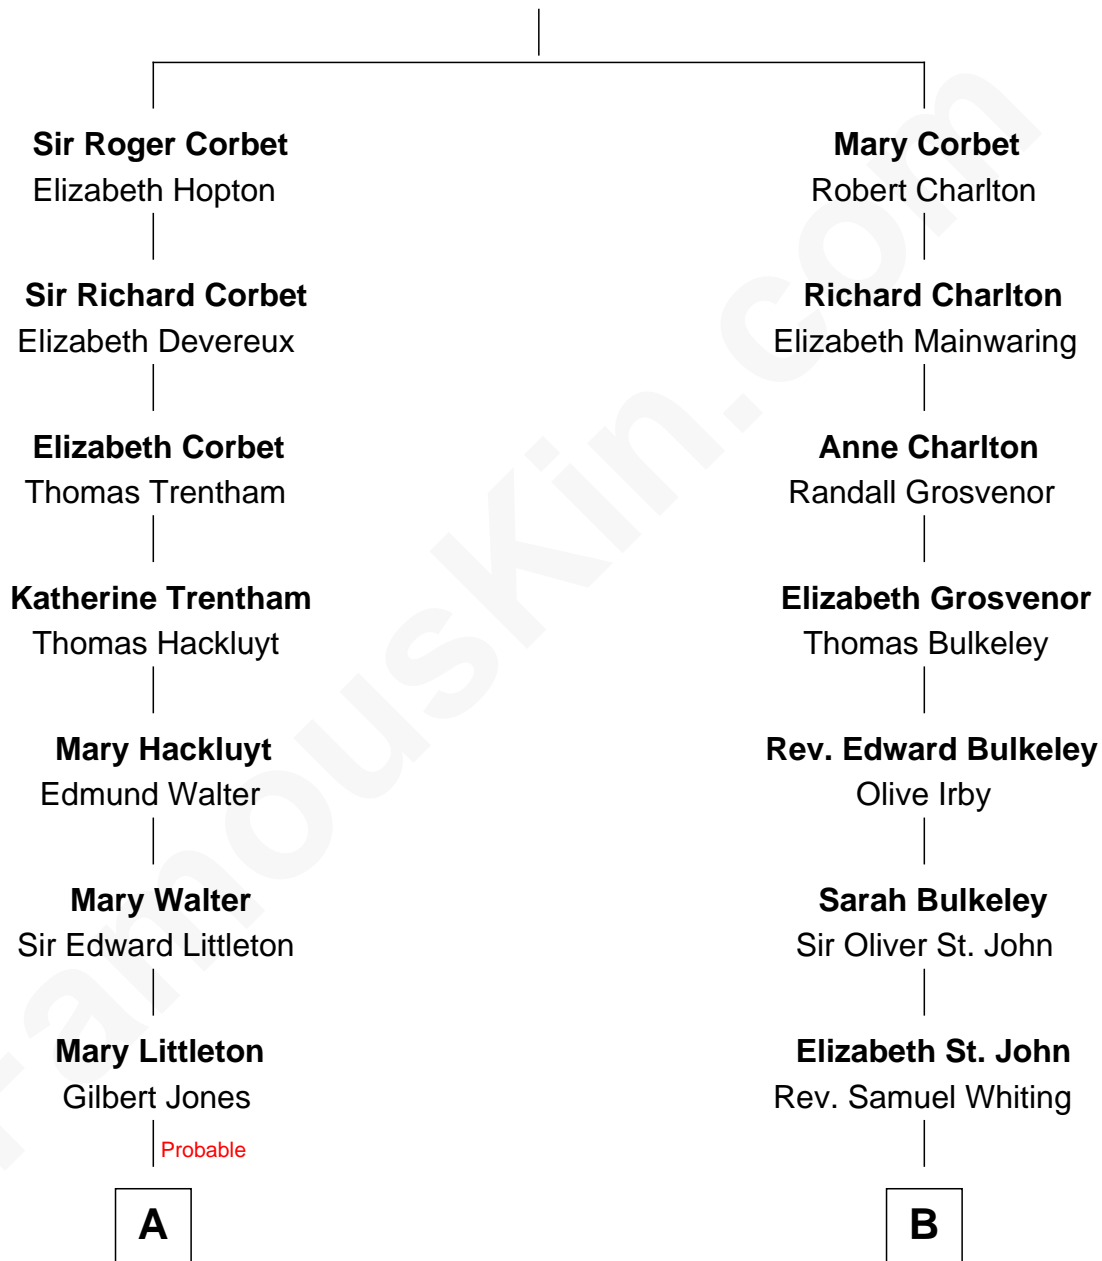 Sir Roger Corbet
Elizabeth Hopton
Mary Corbet
Robert Charlton
Sir Richard Corbet
Elizabeth Devereux
Richard Charlton
Elizabeth Mainwaring
Elizabeth Corbet
Thomas Trentham
Anne Charlton
Randall Grosvenor
Katherine Trentham
Thomas Hackluyt
Elizabeth Grosvenor
Thomas Bulkeley
Mary Hackluyt
Edmund Walter
Rev. Edward Bulkeley
Olive Irby
Mary Walter
Sir Edward Littleton
Sarah Bulkeley
Sir Oliver St. John
Mary Littleton
Gilbert Jones
Elizabeth St. John
Rev. Samuel Whiting
Probable
A
B
FamousKin.com